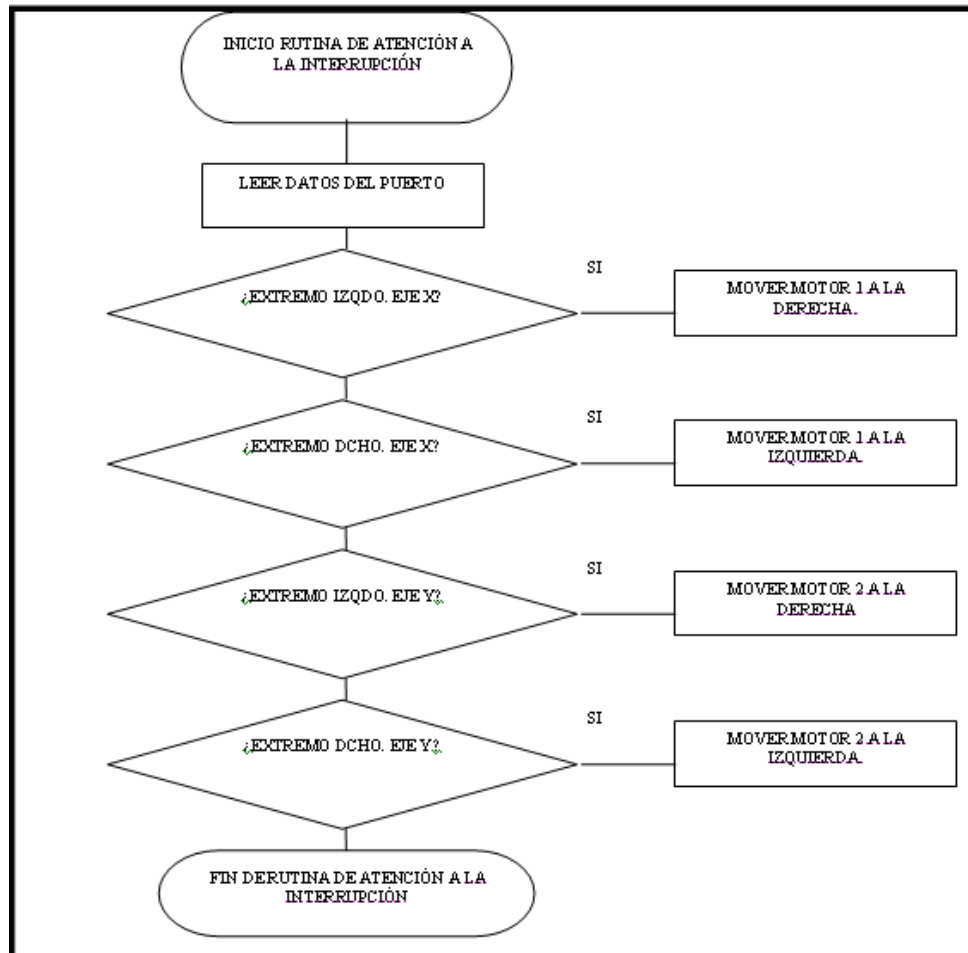 INICIO RUTINA DE ATENCIÓN A
LA INTERRUPCIÓN
LEER DATOS DEL PUERTO
¿EXTREMO IZQDO. EJE X?
SI
MOVER MOTOR 1 A LA
DERECHA.
¿EXTREMO DCHO. EJE X?
SI
MOVER MOTOR 1 A LA
IZQUIERDA.
¿EXTREMO IZQDO. EJE Y?
SI
MOVER MOTOR 2 A LA
DERECHA
¿EXTREMO DCHO. EJE Y?
SI
MOVER MOTOR 2 A LA
IZQUIERDA.
FIN DE RUTINA DE ATENCIÓN A LA
INTERRUPCIÓN